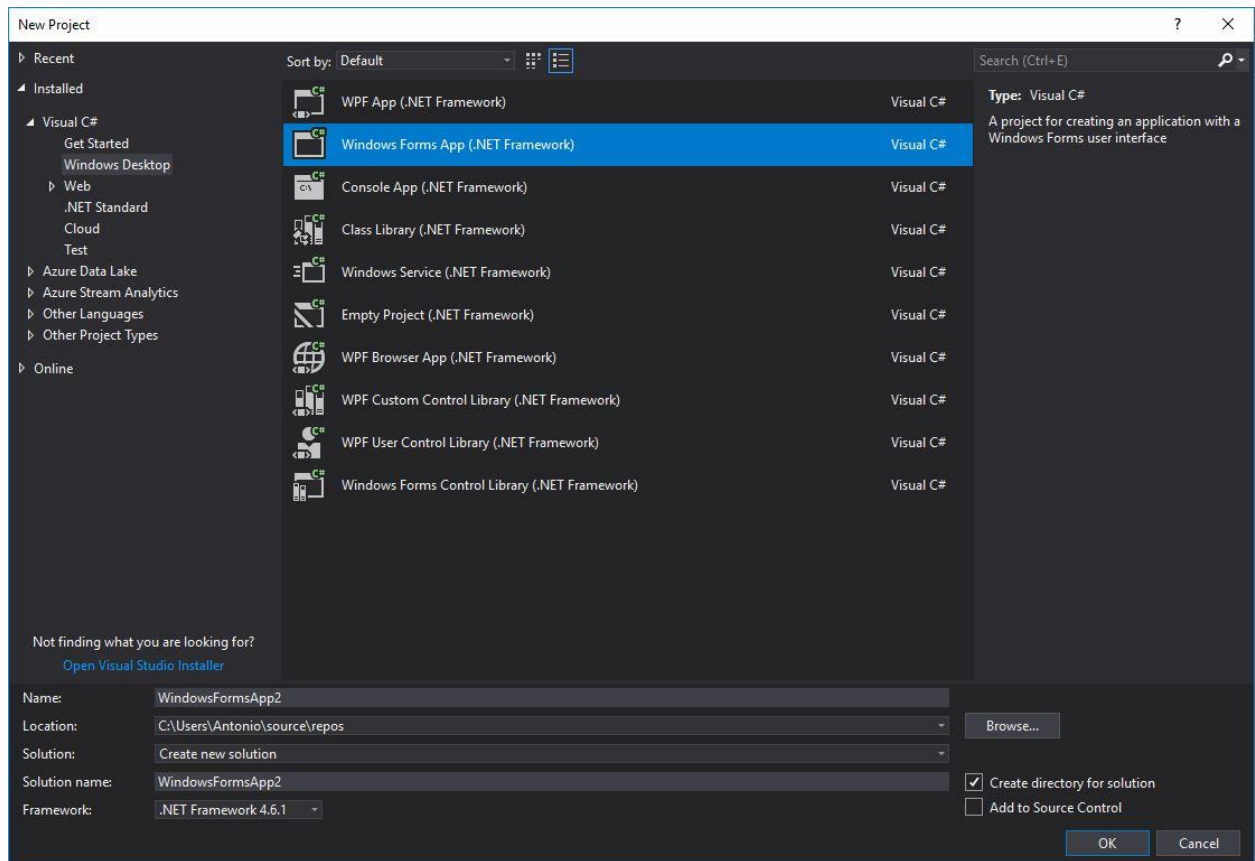 New Project
?
Recent
Installed
Visual C#
Get Started
Windows Desktop
Web
.NET Standard
Cloud
Test
Azure Data Lake
Azure Stream Analytics
Other Languages
Other Project Types
Online
Not finding what you are looking for?
Open Visual Studio Installer
Sort by: Default
WPF App (.NET Framework) Visual C#
Windows Forms App (.NET Framework) Visual C#
Console App (.NET Framework) Visual C#
Class Library (.NET Framework) Visual C#
Windows Service (.NET Framework) Visual C#
Empty Project (.NET Framework) Visual C#
WPF Browser App (.NET Framework) Visual C#
WPF Custom Control Library (.NET Framework) Visual C#
WPF User Control Library (.NET Framework) Visual C#
Windows Forms Control Library (.NET Framework) Visual C#
Search (Ctrl+E)
Type: Visual C#
A project for creating an application with a
Windows Forms user interface
Name: WindowsFormsApp2
Location: C:\Users\Antonio\source\repos Browse...
Solution: Create new solution
Solution name: WindowsFormsApp2 Create directory for solution
Framework: .NET Framework 4.6.1 Add to Source Control
OK Cancel